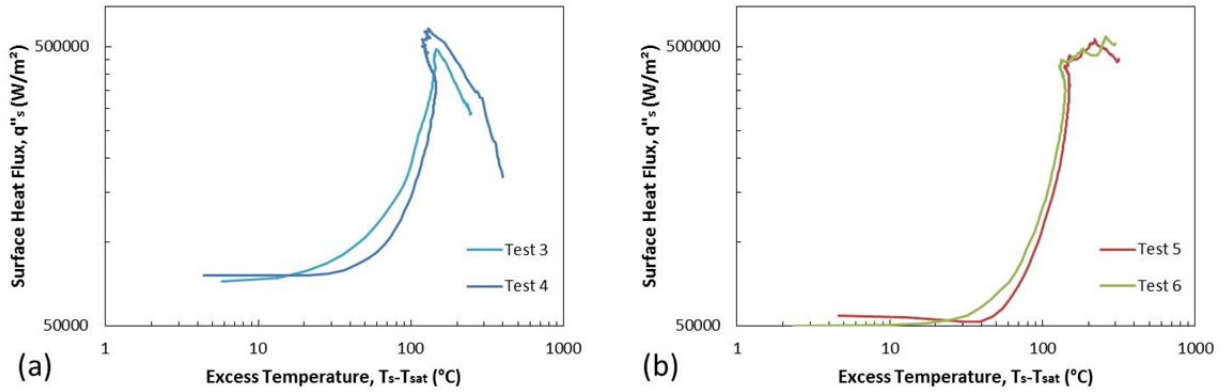 500000
50000
Surface Heat Flux, q"s (W/m²)
Test 3
Test 4
1 10 100 1000
Excess Temperature, Ts-Tsat (°C)
(a)
500000
50000
Surface Heat Flux, q"s (W/m²)
Test 5
Test 6
1 10 100 1000
Excess Temperature, Ts-Tsat (°C)
(b)